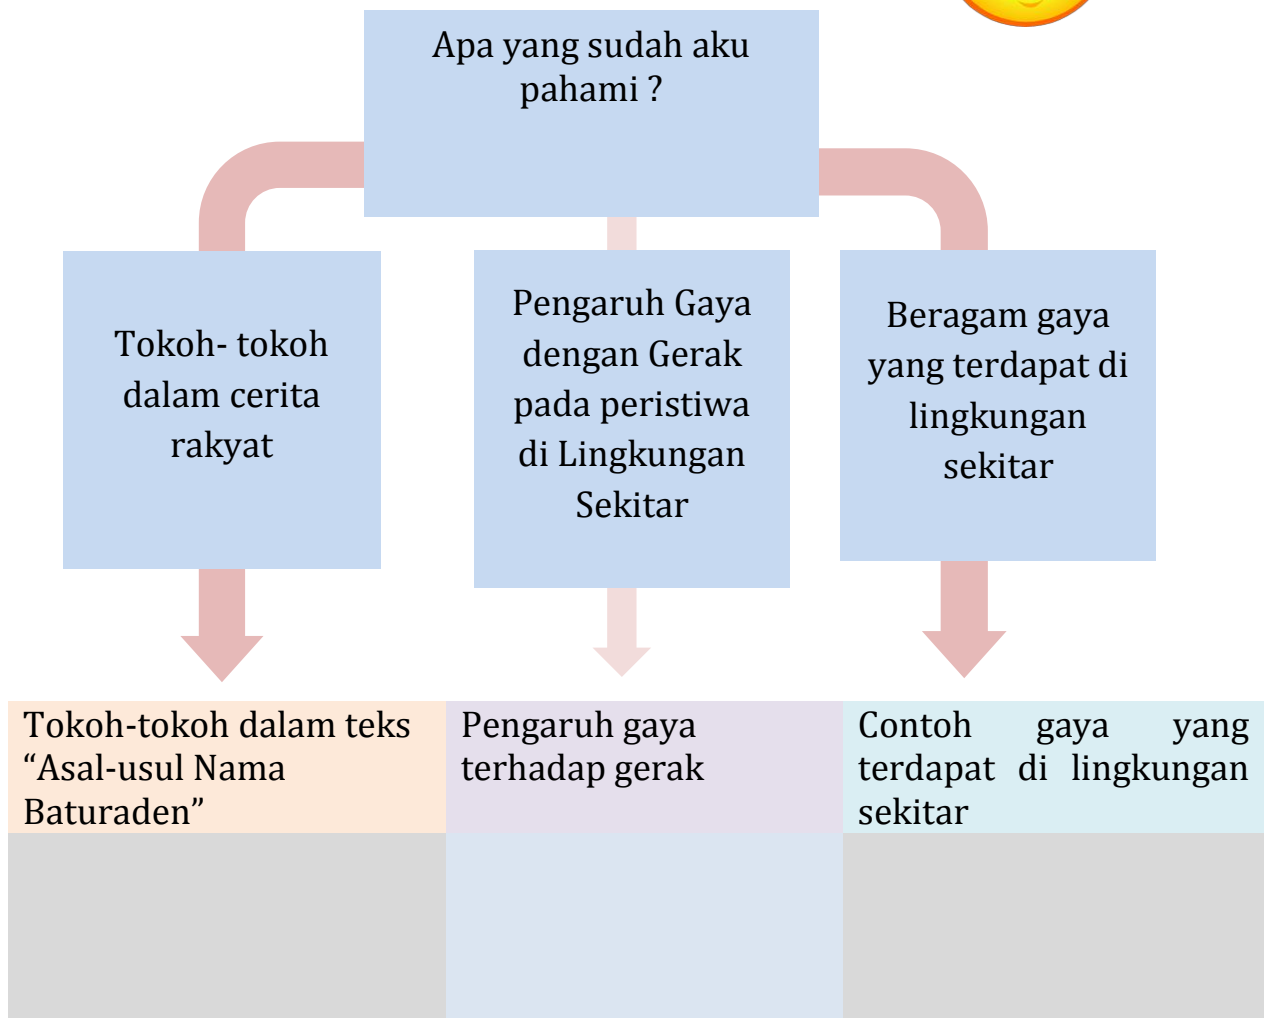 Apa yang sudah aku
pahami ?
Tokoh- tokoh
dalam cerita
rakyat
Pengaruh Gaya
dengan Gerak
pada peristiwa
di Lingkungan
Sekitar
Beragam gaya
yang terdapat di
lingkungan
sekitar
Tokoh-tokoh dalam teks
“Asal-usul Nama
Baturaden”
Pengaruh gaya
terhadap gerak
Contoh gaya yang
terdapat di lingkungan
sekitar